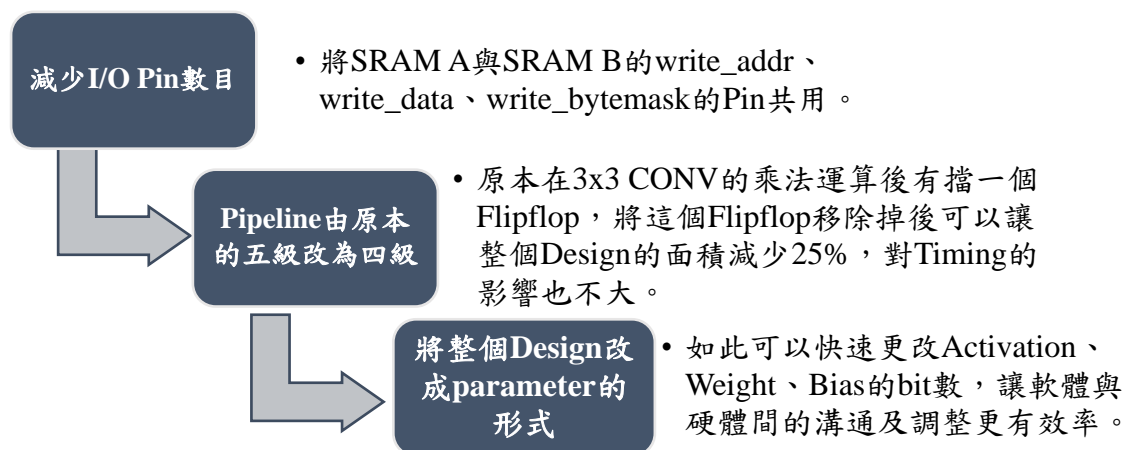 減少I/O Pin數目
• 將SRAM A與SRAM B的write_addr、
write_data、write_bytemask的Pin共用。
Pipeline由原本
的五級改為四級
• 原本在3x3 CONV的乘法運算後有擋一個
Flipflop,將這個Flipflop移除掉後可以讓
整個Design的面積減少25%,對Timing的
影響也不大。
將整個Design改
成parameter的
形式
• 如此可以快速更改Activation、
Weight、Bias的bit數,讓軟體與
硬體間的溝通及調整更有效率。